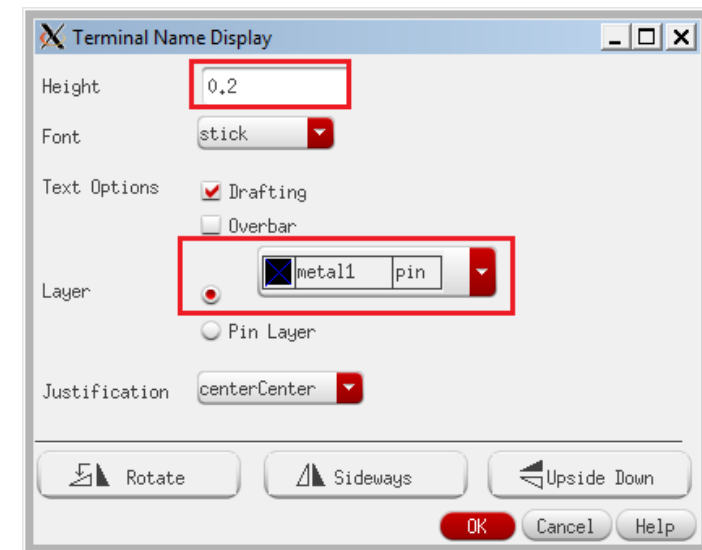 Terminal Name Display
Height 0.2
Font stick
Text Options Drafting
Overbar
Layer metal1 pin
Pin Layer
Justification centerCenter
Rotate Sideways Upside Down
OK Cancel Help